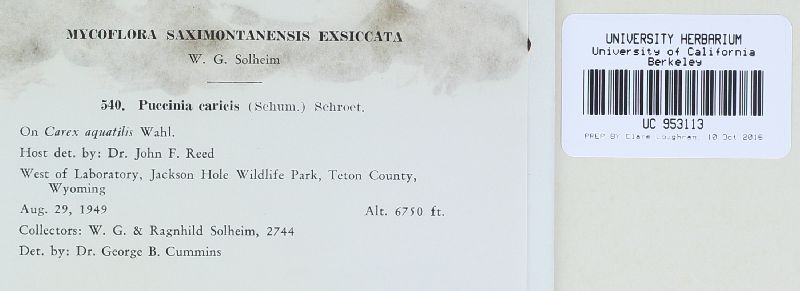 MYCOFLORA SAXIMONTANENSIS EXSICCATA
W. G. Solheim
540. Puccinia caricis (Schum.) Schroet.
On Carex aquatilis Wahl.
Host det. by: Dr. John F. Reed
West of Laboratory, Jackson Hole Wildlife Park, Teton County,
Wyoming
Aug. 29, 1949 Alt. 6750 ft.
Collectors: W. G. & Ragnhild Solheim, 2744
Det. by: Dr. George B. Cummins
UNIVERSITY HERBARIUM
University of California
Berkeley
UC 953113
PREP BY Clare Loughran, 10 Oct 2016